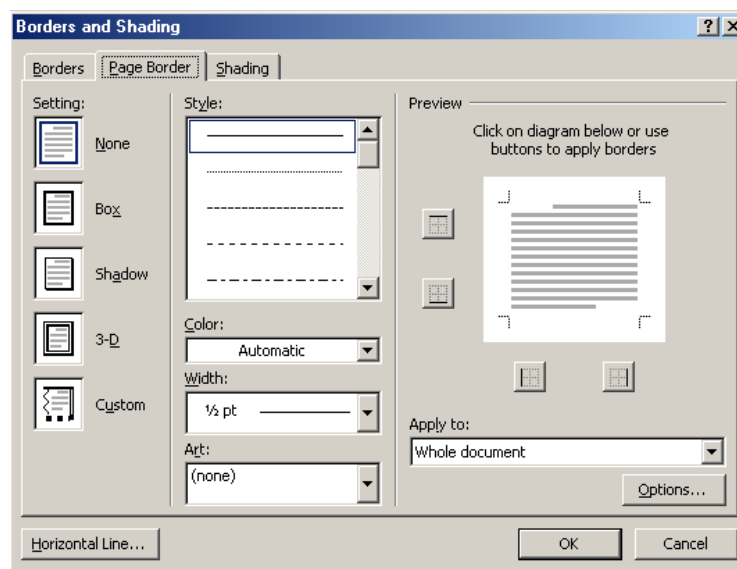 Borders and Shading
Borders
Page Border
Shading
Setting:
None
Box
Shadow
3-D
Custom
Style:
Color:
Automatic
Width:
½ pt
Art:
(none)
Preview
Click on diagram below or use
buttons to apply borders
Apply to:
Whole document
Options...
Horizontal Line...
OK
Cancel